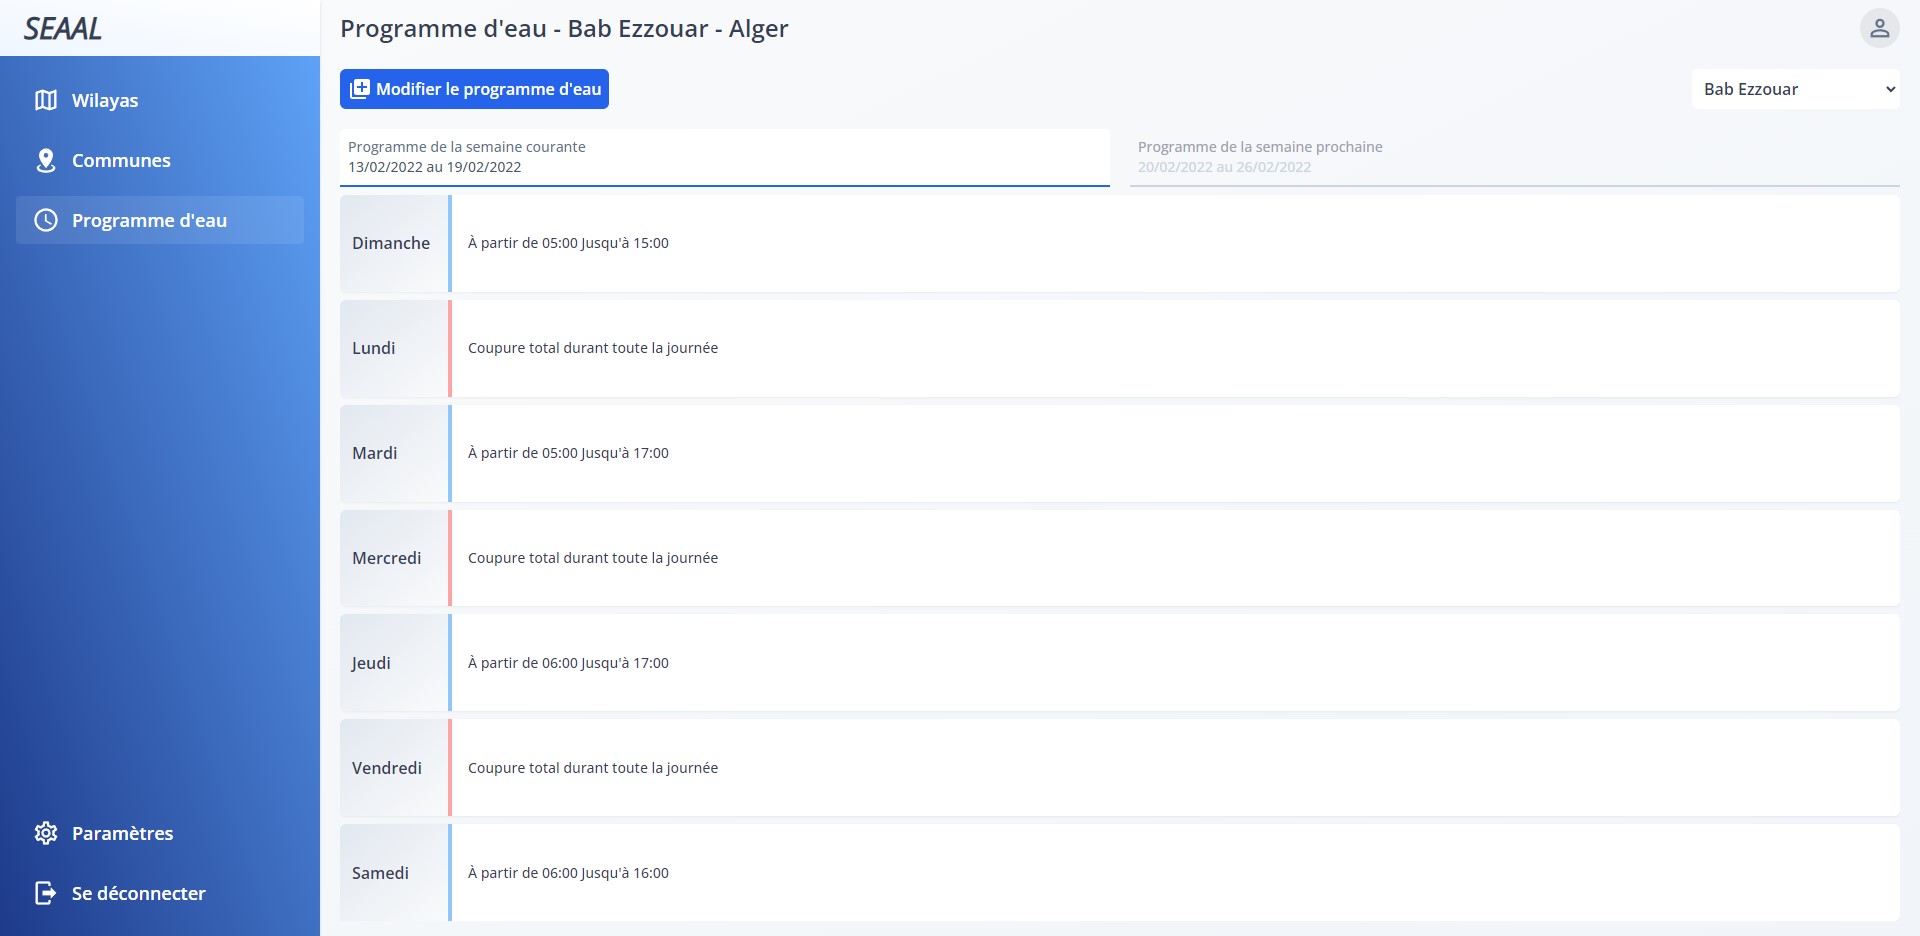 SEAAL
Programme d'eau - Bab Ezzouar - Alger
Wilayas
Communes
Programme d'eau
Paramètres
Se déconnecter
Modifier le programme d'eau
Bab Ezzouar
Programme de la semaine courante
13/02/2022 au 19/02/2022
Programme de la semaine prochaine
20/02/2022 au 26/02/2022
Dimanche
À partir de 05:00 Jusqu'à 15:00
Lundi
Coupure total durant toute la journée
Mardi
À partir de 05:00 Jusqu'à 17:00
Mercredi
Coupure total durant toute la journée
Jeudi
À partir de 06:00 Jusqu'à 17:00
Vendredi
Coupure total durant toute la journée
Samedi
À partir de 06:00 Jusqu'à 16:00